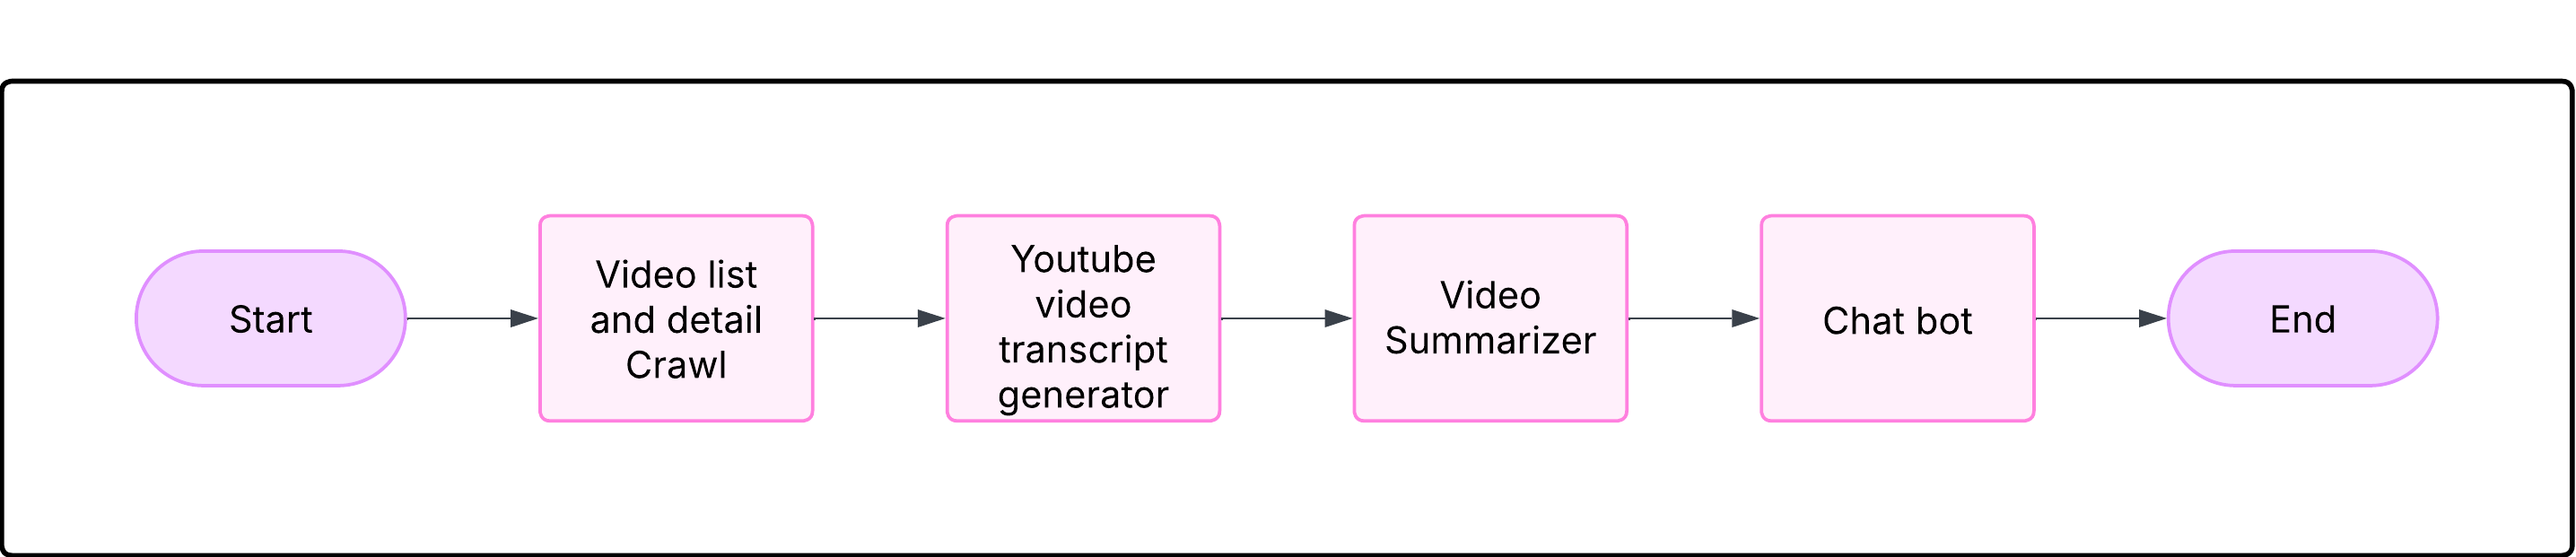 Start
Video list
and detail
Crawl
Youtube
video
transcript
generator
Video
Summarizer
Chat bot
End